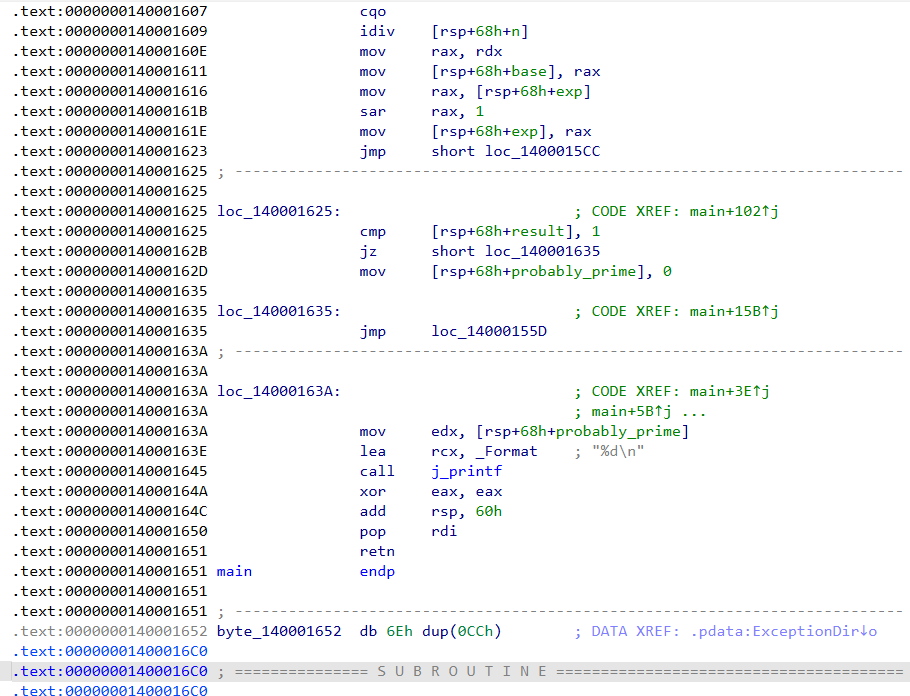 .text:0000000140001607 cqo
.text:0000000140001609 idiv [rsp+68h+n]
.text:000000014000160E mov rax, rdx
.text:0000000140001611 mov [rsp+68h+base], rax
.text:0000000140001616 mov rax, [rsp+68h+exp]
.text:000000014000161B sar rax, 1
.text:000000014000161E mov [rsp+68h+exp], rax
.text:0000000140001623 jmp short loc_1400015CC
.text:0000000140001625 ; ---------------------------------------------------------------------------
.text:0000000140001625
.text:0000000140001625 loc_140001625: ; CODE XREF: main+102↑j
.text:0000000140001625 cmp [rsp+68h+result], 1
.text:000000014000162B jz short loc_140001635
.text:000000014000162D mov [rsp+68h+probably_prime], 0
.text:0000000140001635
.text:0000000140001635 loc_140001635: ; CODE XREF: main+15B↑j
.text:0000000140001635 jmp loc_14000155D
.text:000000014000163A ; ---------------------------------------------------------------------------
.text:000000014000163A
.text:000000014000163A loc_14000163A: ; CODE XREF: main+3E↑j
.text:000000014000163A ; main+5B↑j ...
.text:000000014000163A mov edx, [rsp+68h+probably_prime]
.text:000000014000163E lea rcx, _Format ; "%d\n"
.text:0000000140001645 call j_printf
.text:000000014000164A xor eax, eax
.text:000000014000164C add rsp, 60h
.text:0000000140001650 pop rdi
.text:0000000140001651 retn
.text:0000000140001651 main endp
.text:0000000140001651
.text:0000000140001651 ; ---------------------------------------------------------------------------
.text:0000000140001652 byte_140001652 db 6Eh dup(0CCh) ; DATA XREF: .pdata:ExceptionDir↓o
.text:00000001400016C0
.text:00000001400016C0 ; =============== S U B R O U T I N E =======================================
.text:00000001400016C0